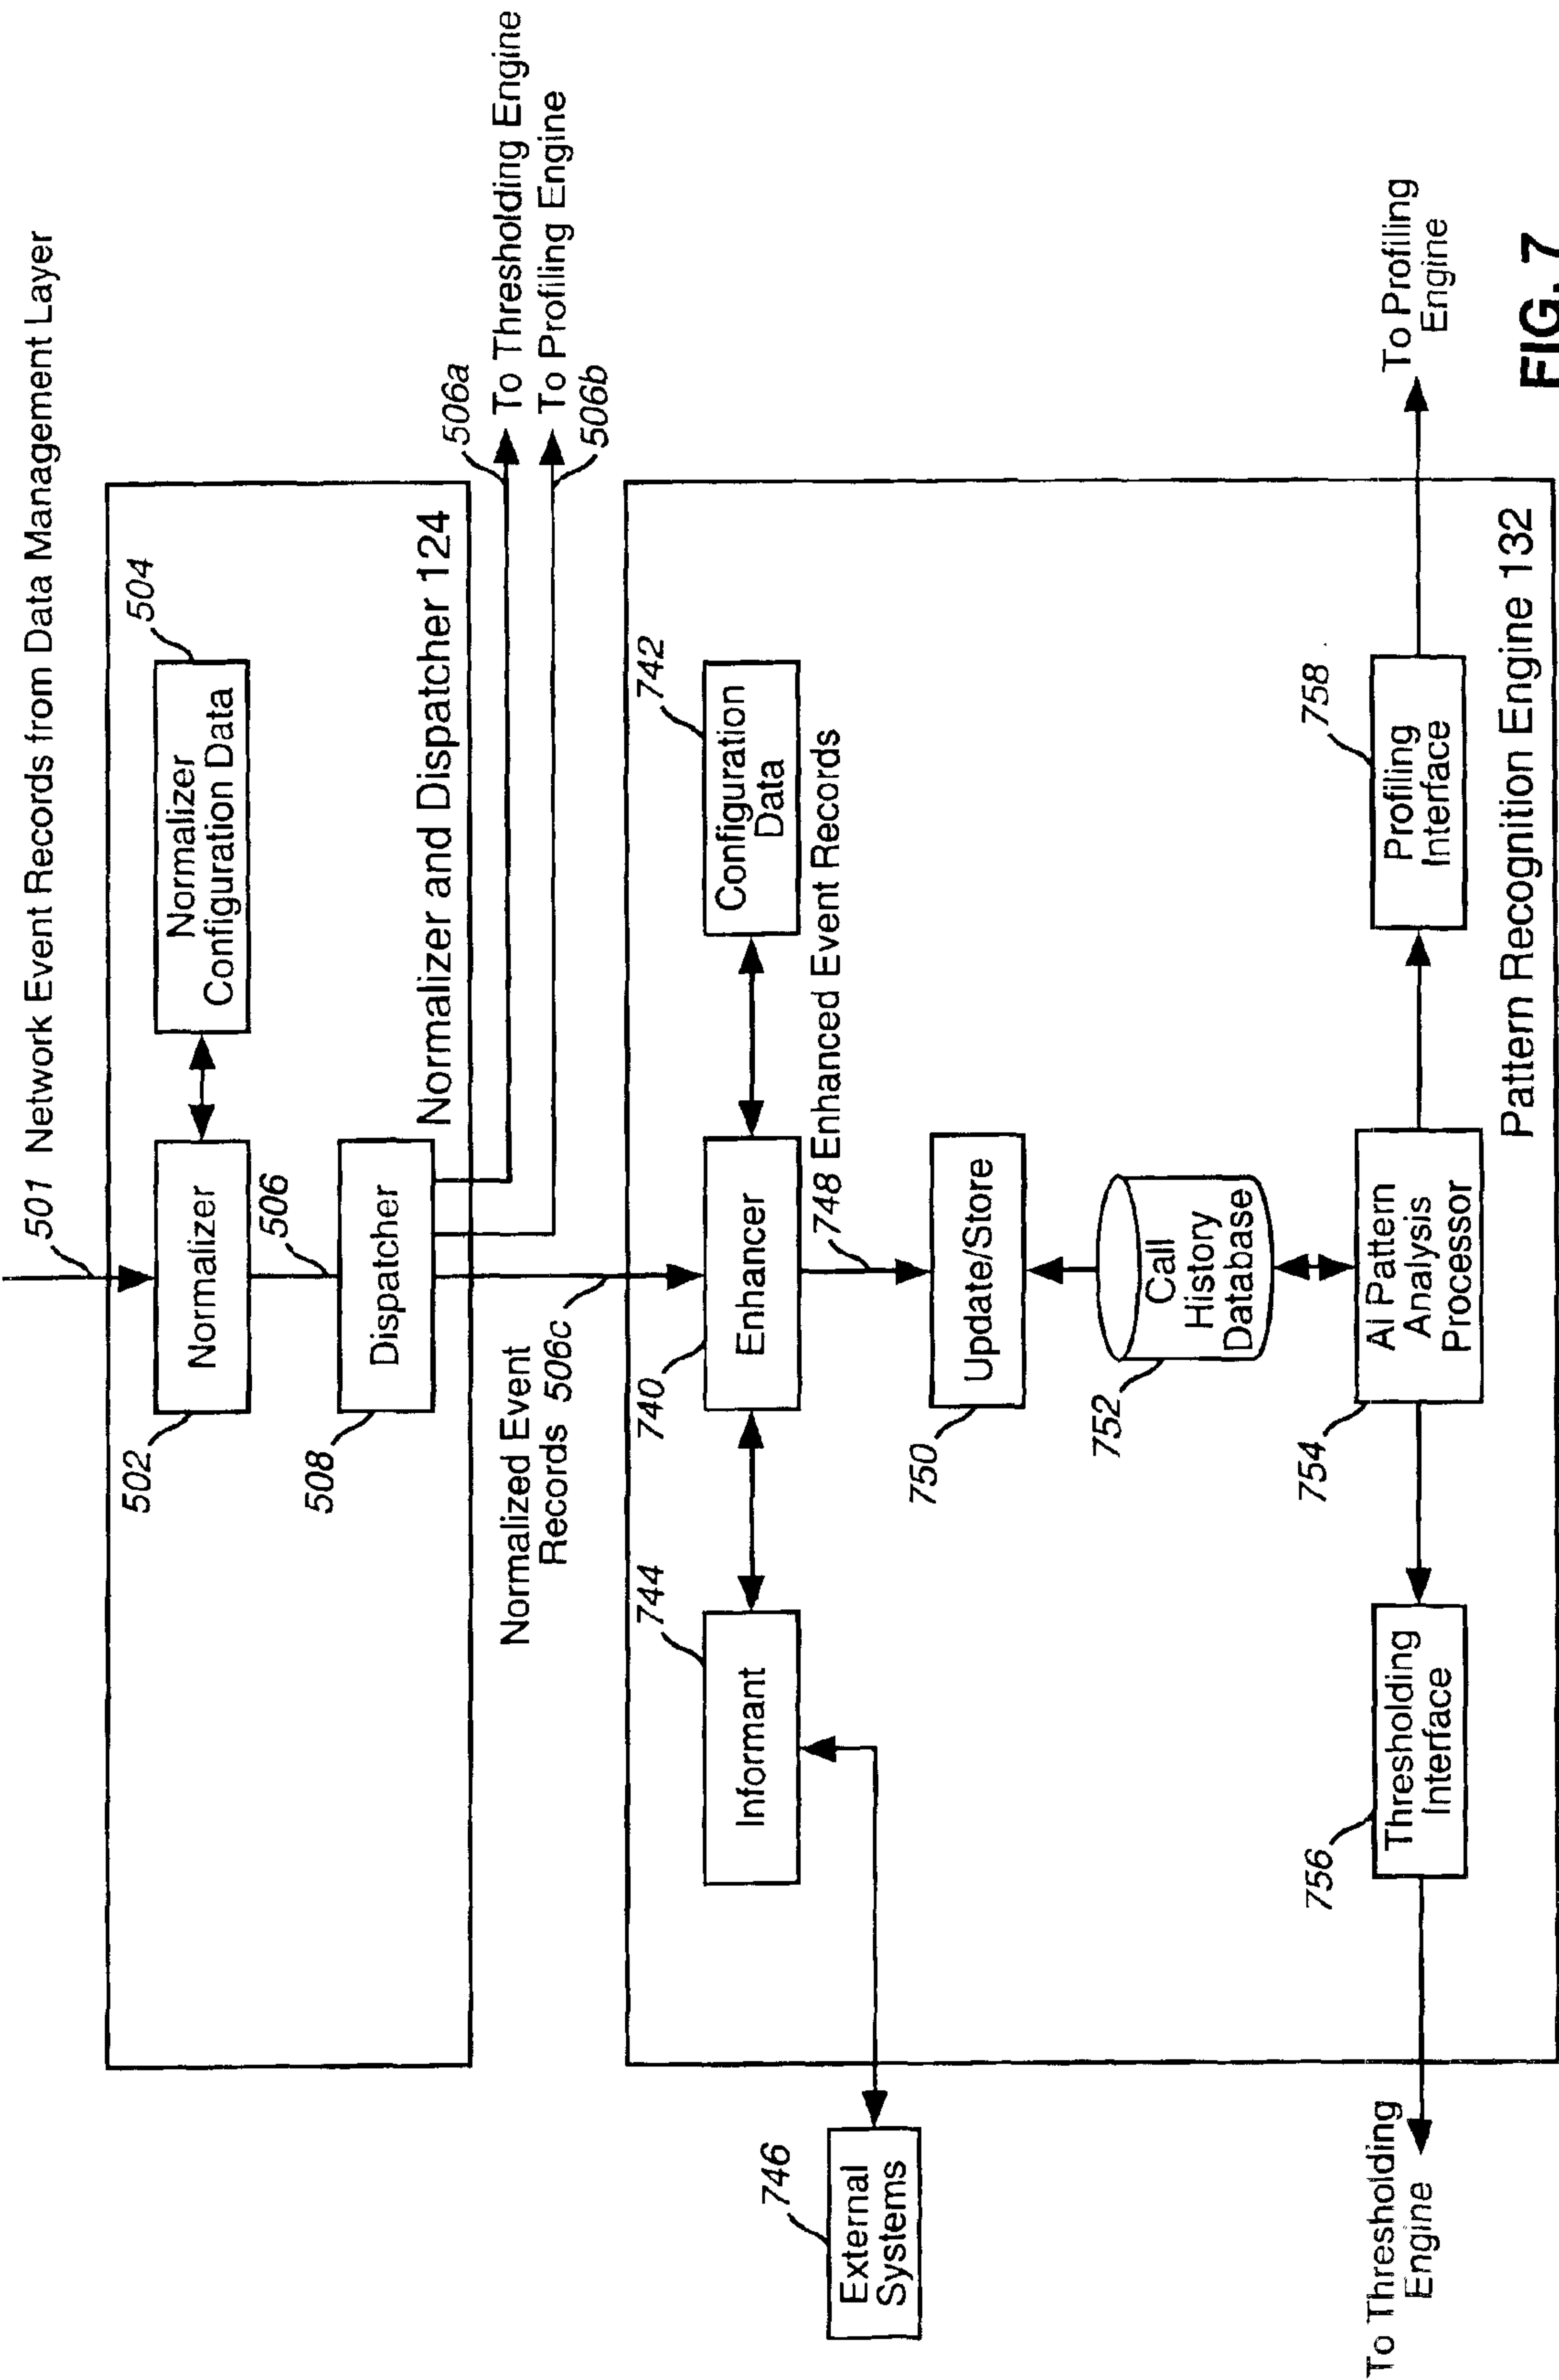 501 Network Event Records from Data Management Layer
504
Normalizer
Configuration Data
Normalizer
502
506
Dispatcher
508
Normalizer and Dispatcher 124
506a
To Thresholding Engine
To Profiling Engine
506b
Normalized Event
Records 506c
742
Configuration
Data
740
Enhancer
744
Informant
748 Enhanced Event Records
746
External
Systems
750
Update/Store
752
Call
History
Database
754
AI Pattern
Analysis
Processor
756
Thresholding
Interface
758
Profiling
Interface
To Thresholding
Engine
To Profiling
Engine
Pattern Recognition Engine 132
FIG. 7